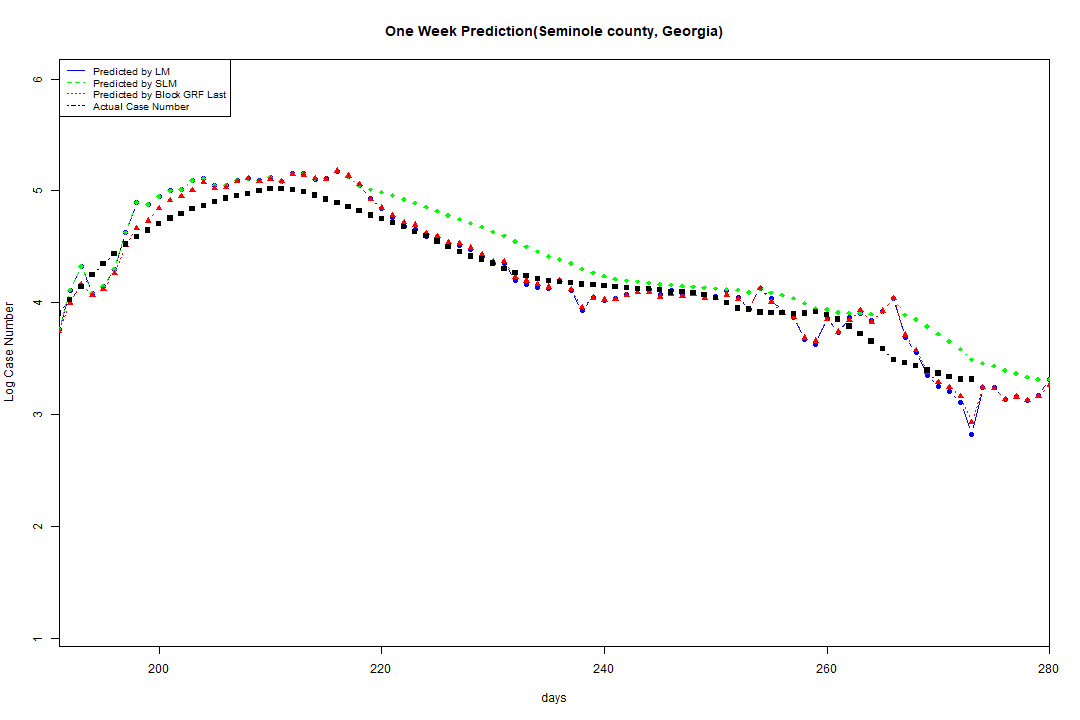 One Week Prediction(Seminole county, Georgia)
Predicted by LM
Predicted by SLM
Predicted by Block GRF Last
Actual Case Number
6
5
4
3
2
1
Log Case Number
200
220
240
260
280
days